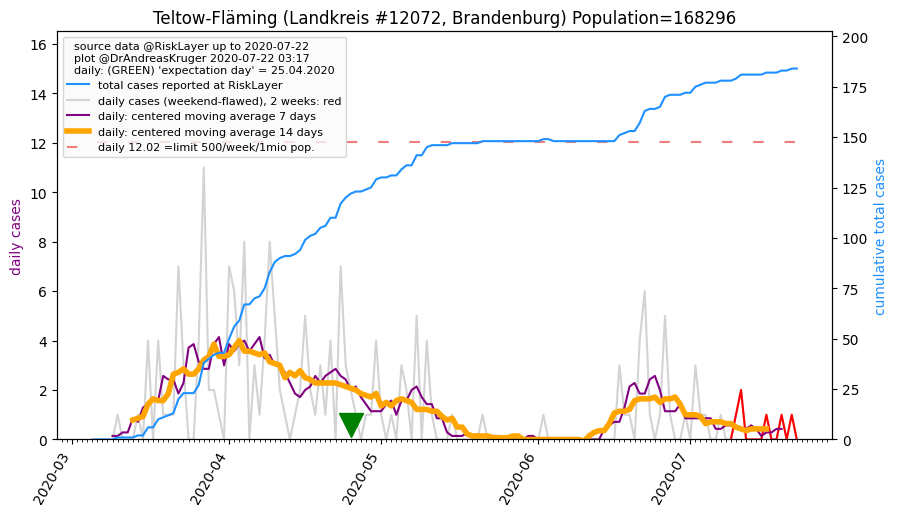 Teltow-Fläming (Landkreis #12072, Brandenburg) Population=168296
source data @RiskLayer up to 2020-07-22
plot @DrAndreasKruger 2020-07-22 03:17
daily: (GREEN) 'expectation day' = 25.04.2020
total cases reported at RiskLayer
daily cases (weekend-flawed), 2 weeks: red
daily: centered moving average 7 days
daily: centered moving average 14 days
daily 12.02 =limit 500/week/1mio pop.
daily cases
16
14
12
10
8
6
4
2
0
cumulative total cases
200
175
150
125
100
75
50
25
0
2020-03
2020-04
2020-05
2020-06
2020-07